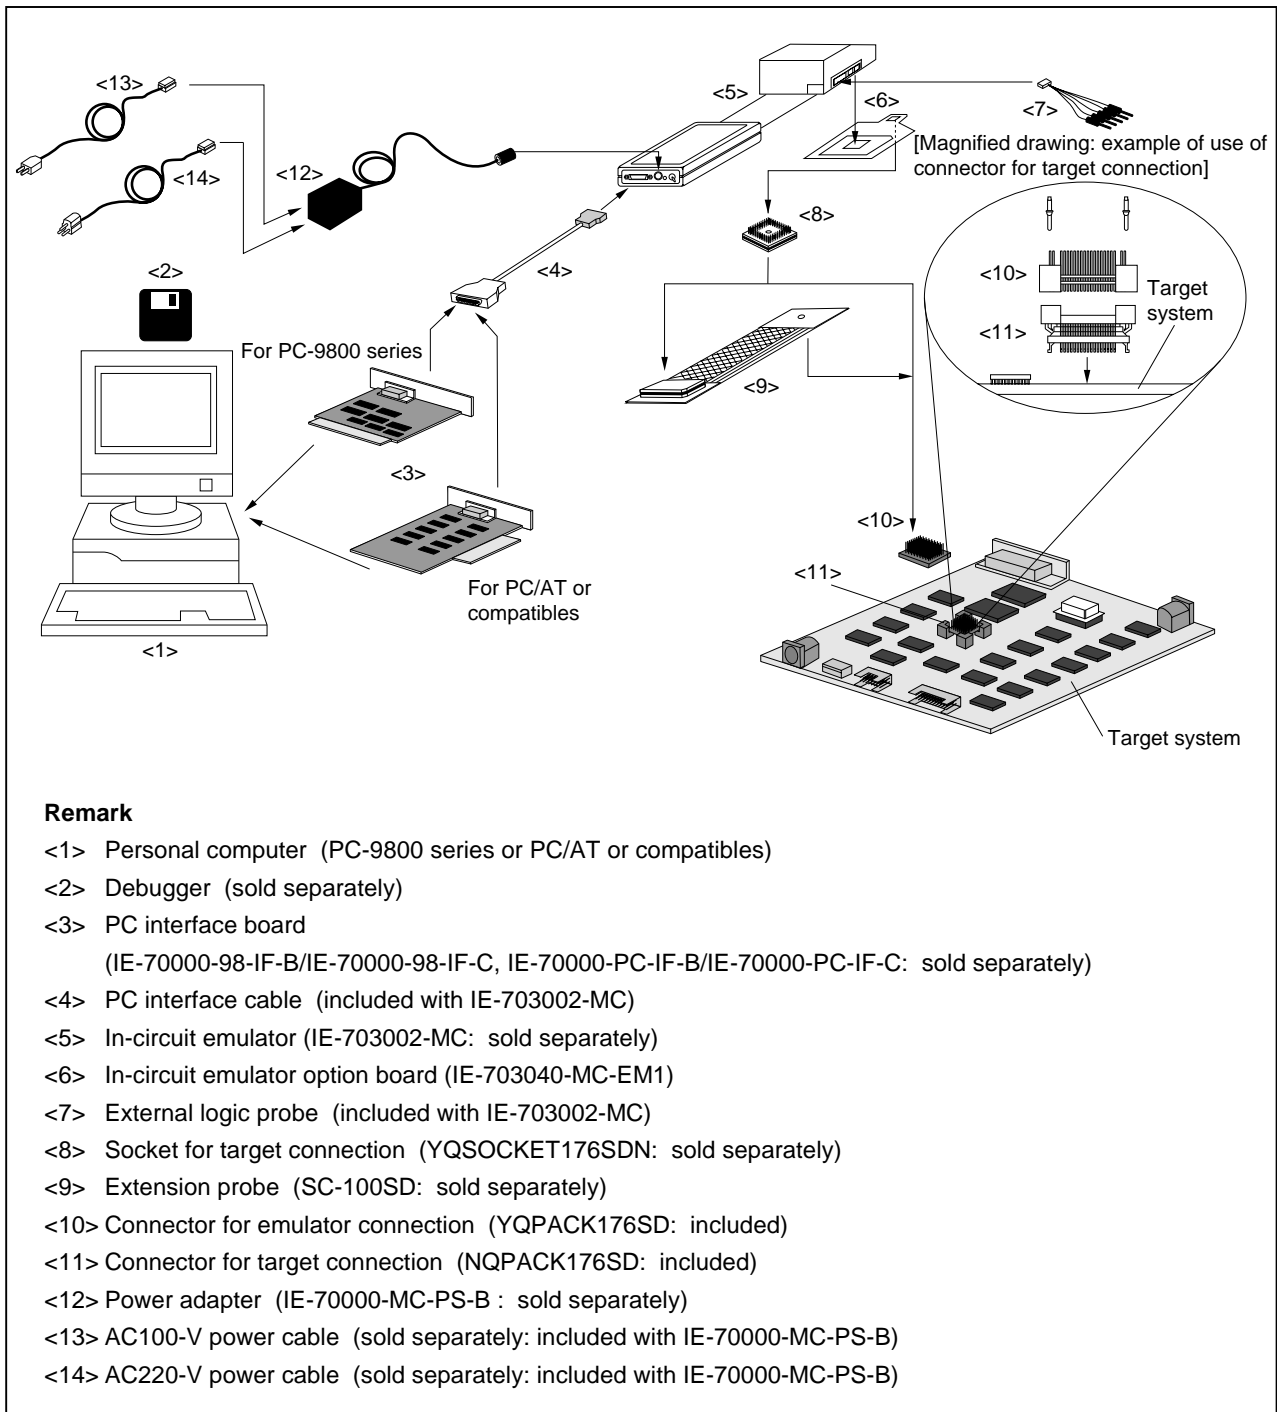 <13>
<5>
<6>
<7>
[Magnified drawing: example of use of
connector for target connection]
<14>
<12>
<8>
<2>
<4>
<10>
Target
system
<11>
For PC-9800 series
<9>
<3>
<10>
<11>
For PC/AT or
compatibles
<1>
Target system
Remark
<1> Personal computer (PC-9800 series or PC/AT or compatibles)
<2> Debugger (sold separately)
<3> PC interface board
(IE-70000-98-IF-B/IE-70000-98-IF-C, IE-70000-PC-IF-B/IE-70000-PC-IF-C: sold separately)
<4> PC interface cable (included with IE-703002-MC)
<5> In-circuit emulator (IE-703002-MC: sold separately)
<6> In-circuit emulator option board (IE-703040-MC-EM1)
<7> External logic probe (included with IE-703002-MC)
<8> Socket for target connection (YQSOCKET176SDN: sold separately)
<9> Extension probe (SC-100SD: sold separately)
<10> Connector for emulator connection (YQPACK176SD: included)
<11> Connector for target connection (NQPACK176SD: included)
<12> Power adapter (IE-70000-MC-PS-B : sold separately)
<13> AC100-V power cable (sold separately: included with IE-70000-MC-PS-B)
<14> AC220-V power cable (sold separately: included with IE-70000-MC-PS-B)